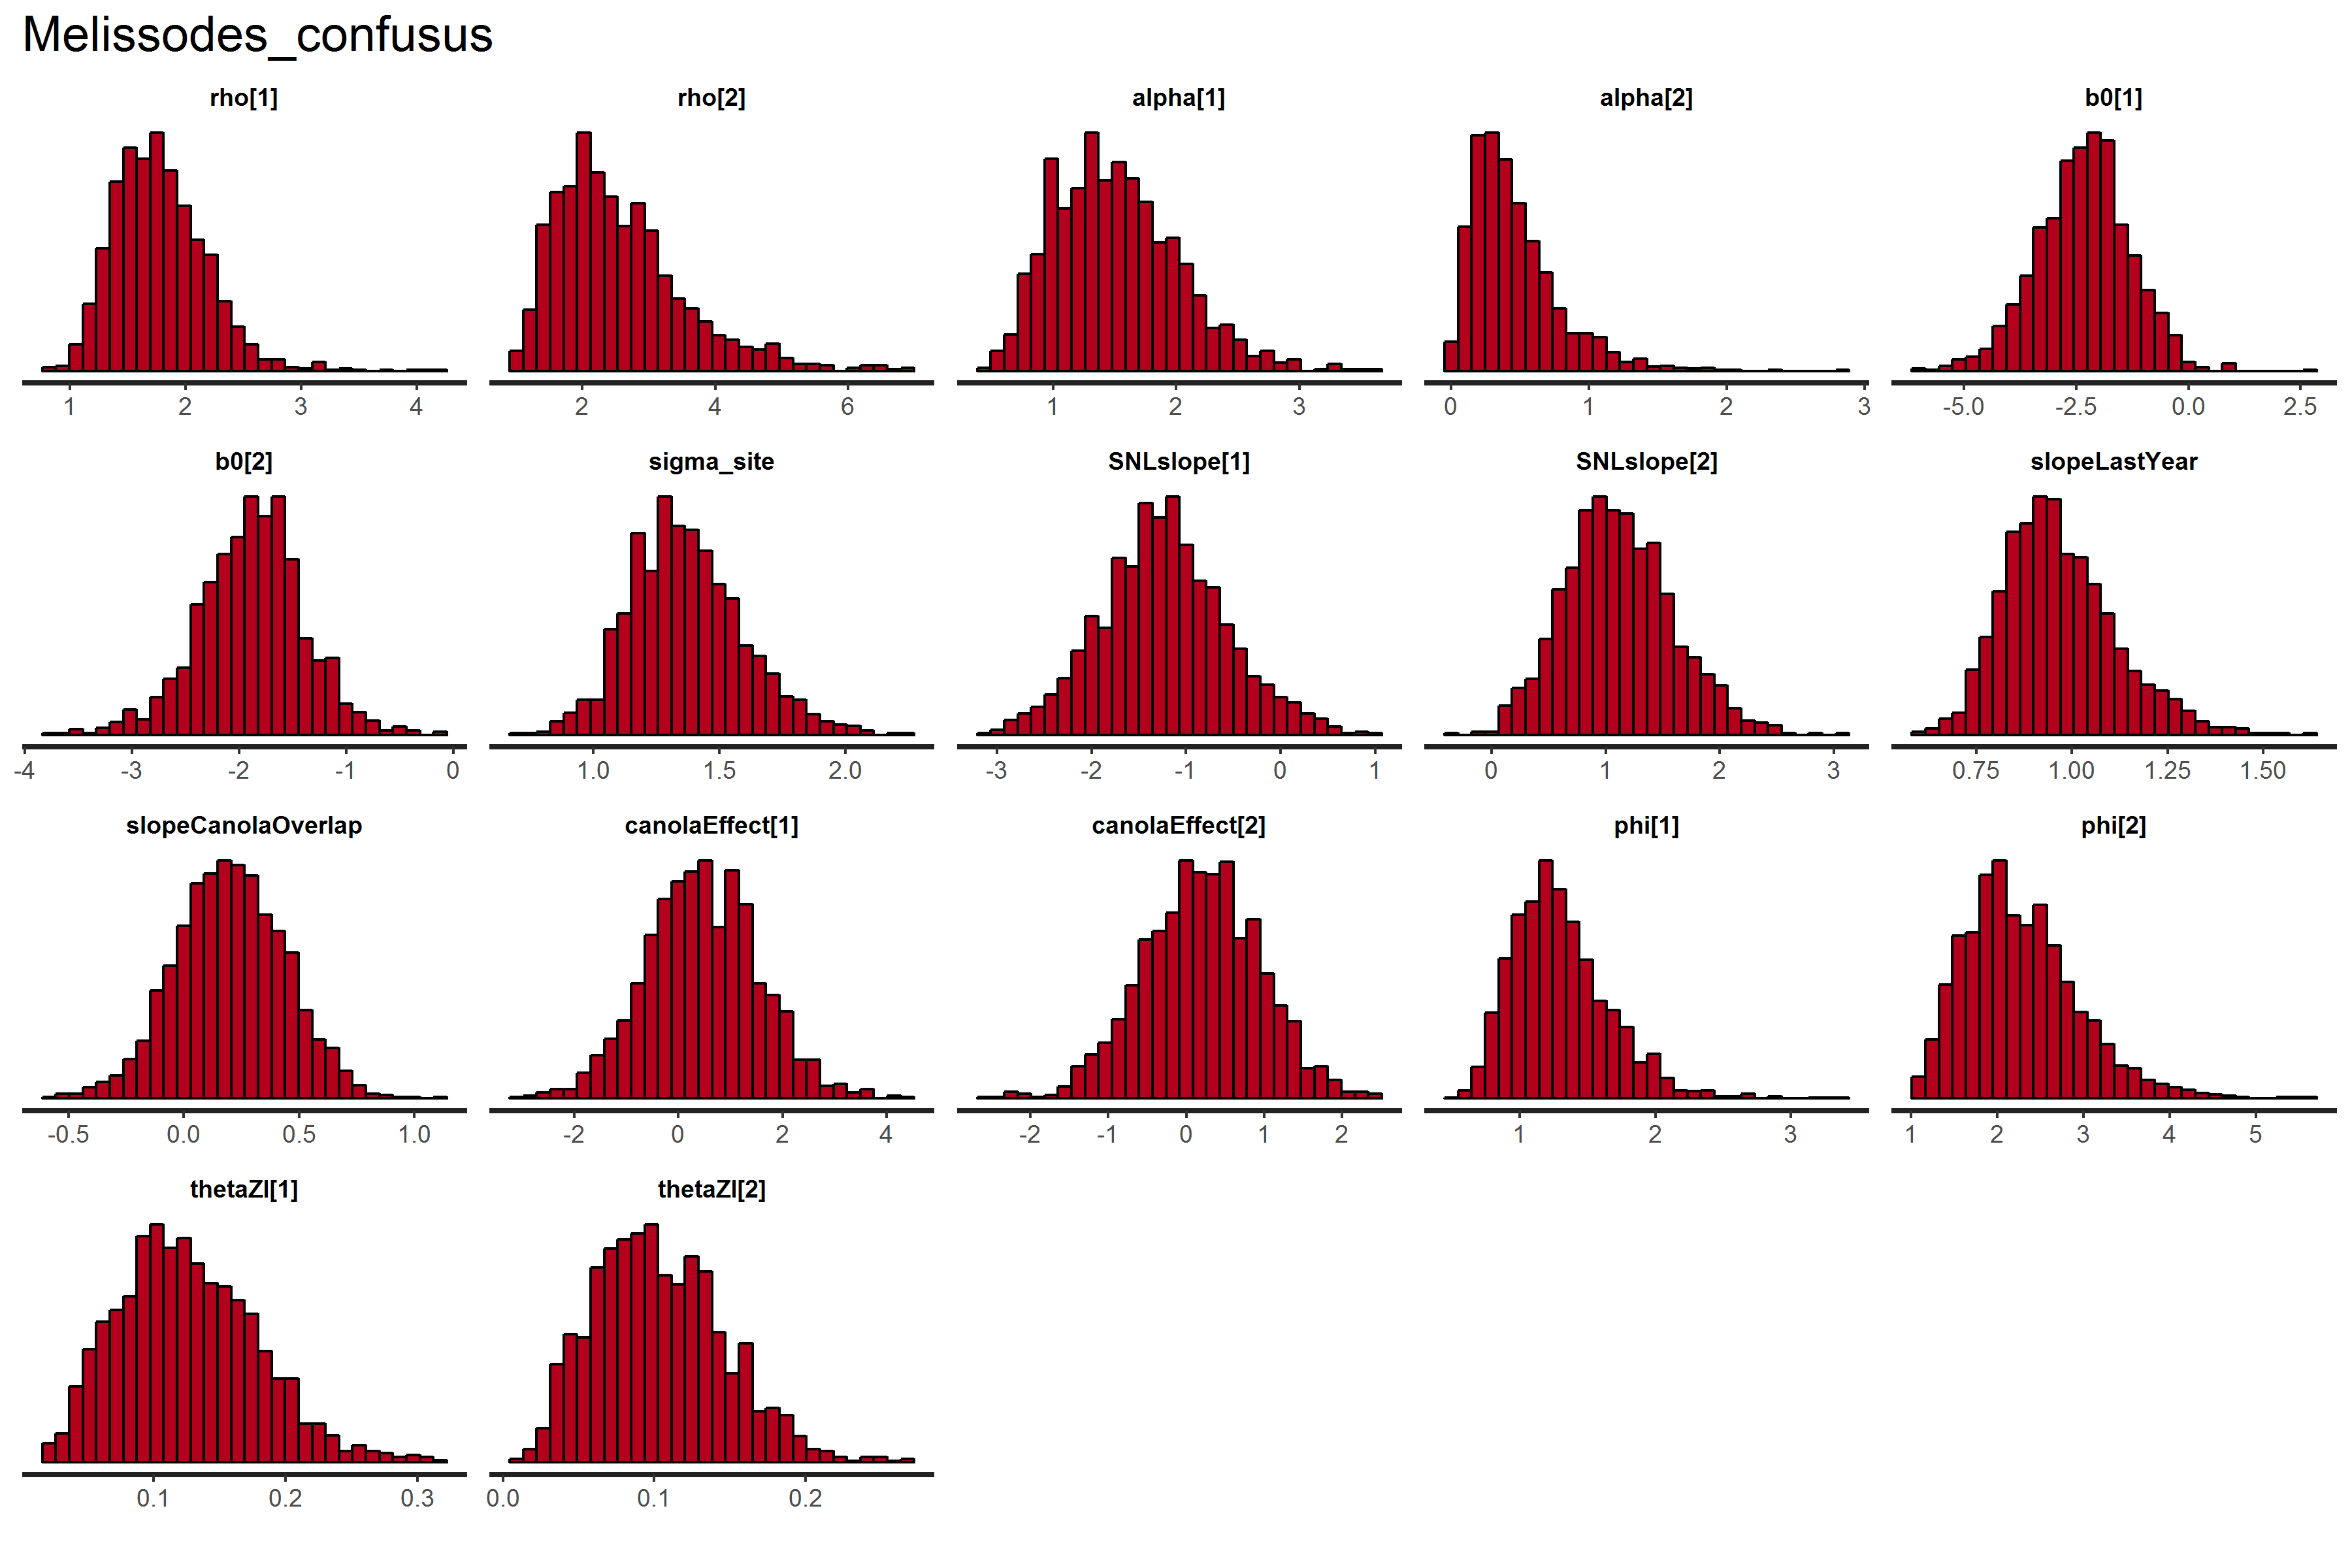 Melissodes_confusus
rho[1] rho[2] alpha[1] alpha[2] b0[1]
1 2 3 4 2 4 6 1 2 3 0 1 2 3 -5.0 -2.5 0.0 2.5
b0[2] sigma_site SNLslope[1] SNLslope[2] slopeLastYear
-4 -3 -2 -1 0 1.0 1.5 2.0 -3 -2 -1 0 1 0 1 2 3 0.75 1.00 1.25 1.50
slopeCanolaOverlap canolaEffect[1] canolaEffect[2] phi[1] phi[2]
-0.5 0.0 0.5 1.0 -2 0 2 4 -2 -1 0 1 2 1 2 3 1 2 3 4 5
thetaZI[1] thetaZI[2]
0.1 0.2 0.3 0.0 0.1 0.2